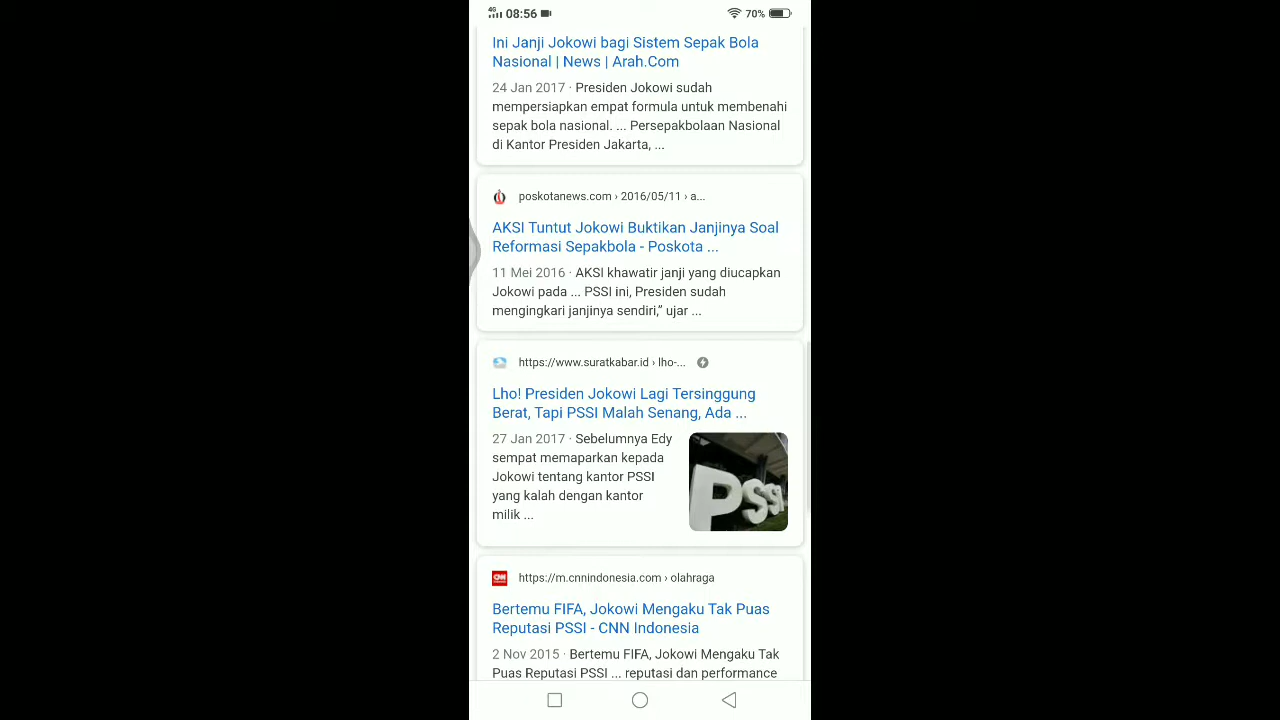 4G 08:56 70%
Ini Janji Jokowi bagi Sistem Sepak Bola
Nasional | News | Arah.Com
24 Jan 2017 · Presiden Jokowi sudah
mempersiapkan empat formula untuk membenahi
sepak bola nasional. ... Persepakbolaan Nasional
di Kantor Presiden Jakarta, ...
poskotanews.com › 2016/05/11 › a...
AKSI Tuntut Jokowi Buktikan Janjinya Soal
Reformasi Sepakbola - Poskota ...
11 Mei 2016 · AKSI khawatir janji yang diucapkan
Jokowi pada ... PSSI ini, Presiden sudah
mengingkari janjinya sendiri,” ujar ...
https://www.suratkabar.id › lho-...
Lho! Presiden Jokowi Lagi Tersinggung
Berat, Tapi PSSI Malah Senang, Ada ...
27 Jan 2017 · Sebelumnya Edy
sempat memaparkan kepada
Jokowi tentang kantor PSSI
yang kalah dengan kantor
milik ...
PSSI
CNN
https://m.cnnindonesia.com › olahraga
Bertemu FIFA, Jokowi Mengaku Tak Puas
Reputasi PSSI - CNN Indonesia
2 Nov 2015 · Bertemu FIFA, Jokowi Mengaku Tak
Puas Reputasi PSSI ... reputasi dan performance